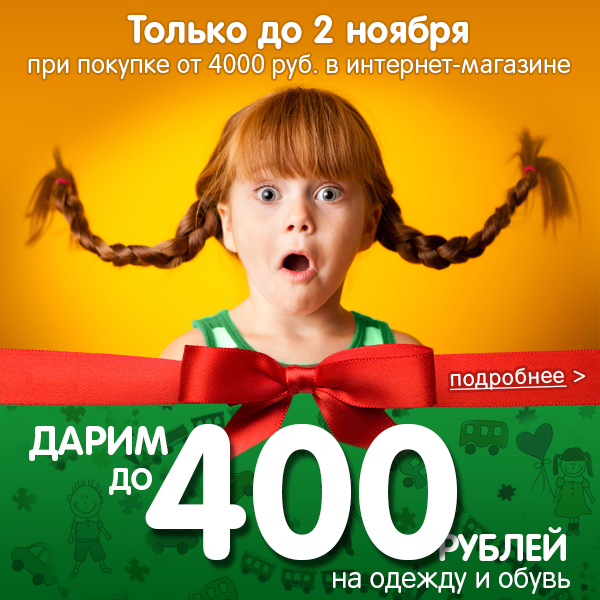 Только до 2 ноября
при покупке от 4000 руб. в интернет-магазине
подробнее >
ДАРИМ
до 400
РУБЛЕЙ
на одежду и обувь